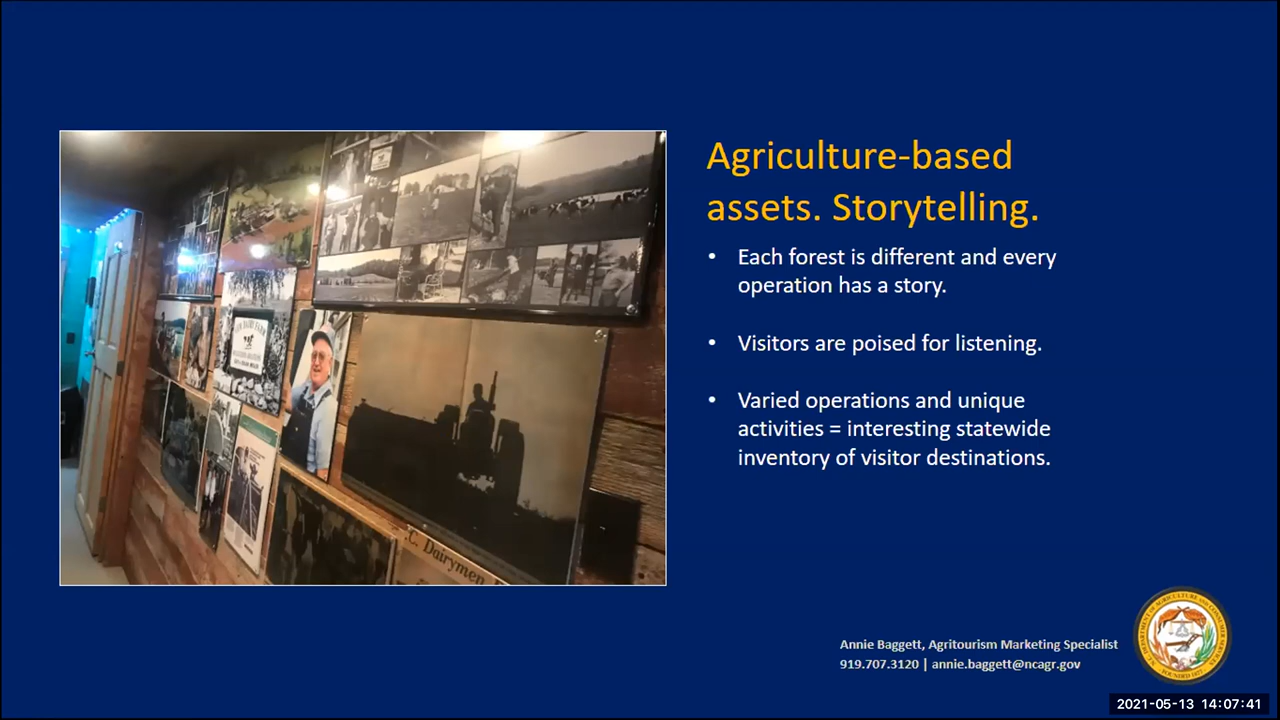 Agriculture-based
assets. Storytelling.
• Each forest is different and every
operation has a story.
• Visitors are poised for listening.
• Varied operations and unique
activities = interesting statewide
inventory of visitor destinations.
.C. Dairymen
Annie Baggett, Agritourism Marketing Specialist
919.707.3120 | annie.baggett@ncagr.gov
2021-05-13 14:07:41